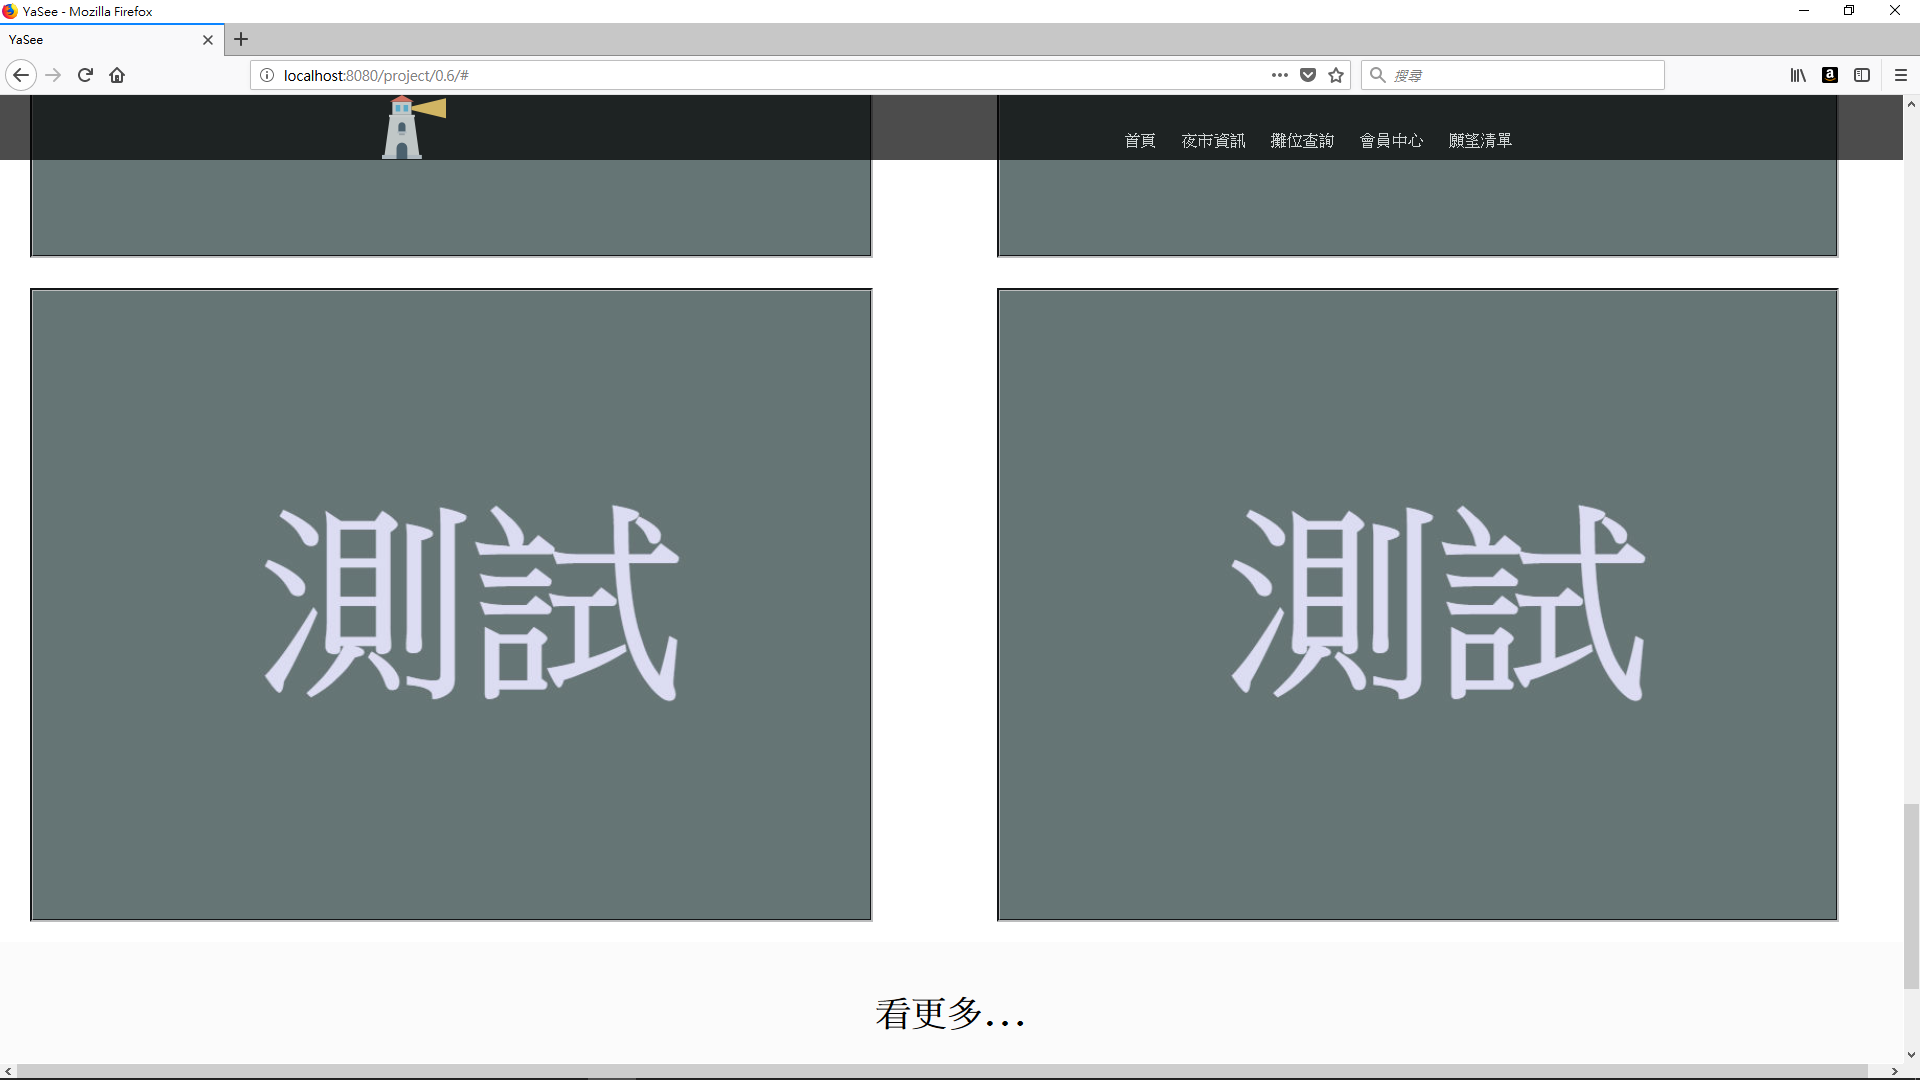 YaSee - Mozilla Firefox
YaSee
localhost:8080/project/0.6/#
搜尋
首頁 夜市資訊 攤位查詢 會員中心 願望清單
測試 測試
看更多...